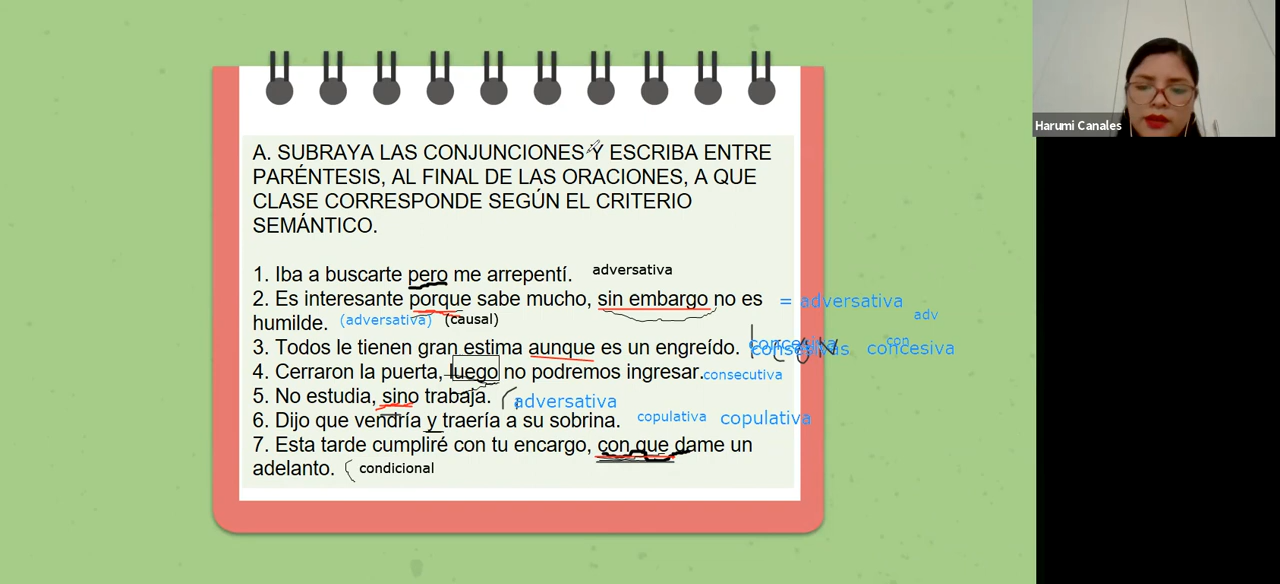 Harumi Canales
A. SUBRAYA LAS CONJUNCIONES Y ESCRIBA ENTRE
PARÉNTESIS, AL FINAL DE LAS ORACIONES, A QUE
CLASE CORRESPONDE SEGÚN EL CRITERIO
SEMÁNTICO.
1. Iba a buscarte pero me arrepentí. adversativa
2. Es interesante porque sabe mucho, sin embargo no es = adversativa
adv
humilde. (adversativa) (causal)
3. Todos le tienen gran estima aunque es un engreído. concesiva con concesiva
4. Cerraron la puerta, luego no podremos ingresar. consecutiva
5. No estudia, sino trabaja. adversativa
6. Dijo que vendría y traería a su sobrina. copulativa copulativa
7. Esta tarde cumpliré con tu encargo, con que dame un
adelanto. ( condicional